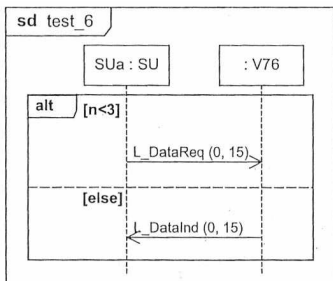 sd test_6
SUa : SU
: V76
alt
[n<3]
L_DataReq (0, 15)
[else]
L_DataInd (0, 15)